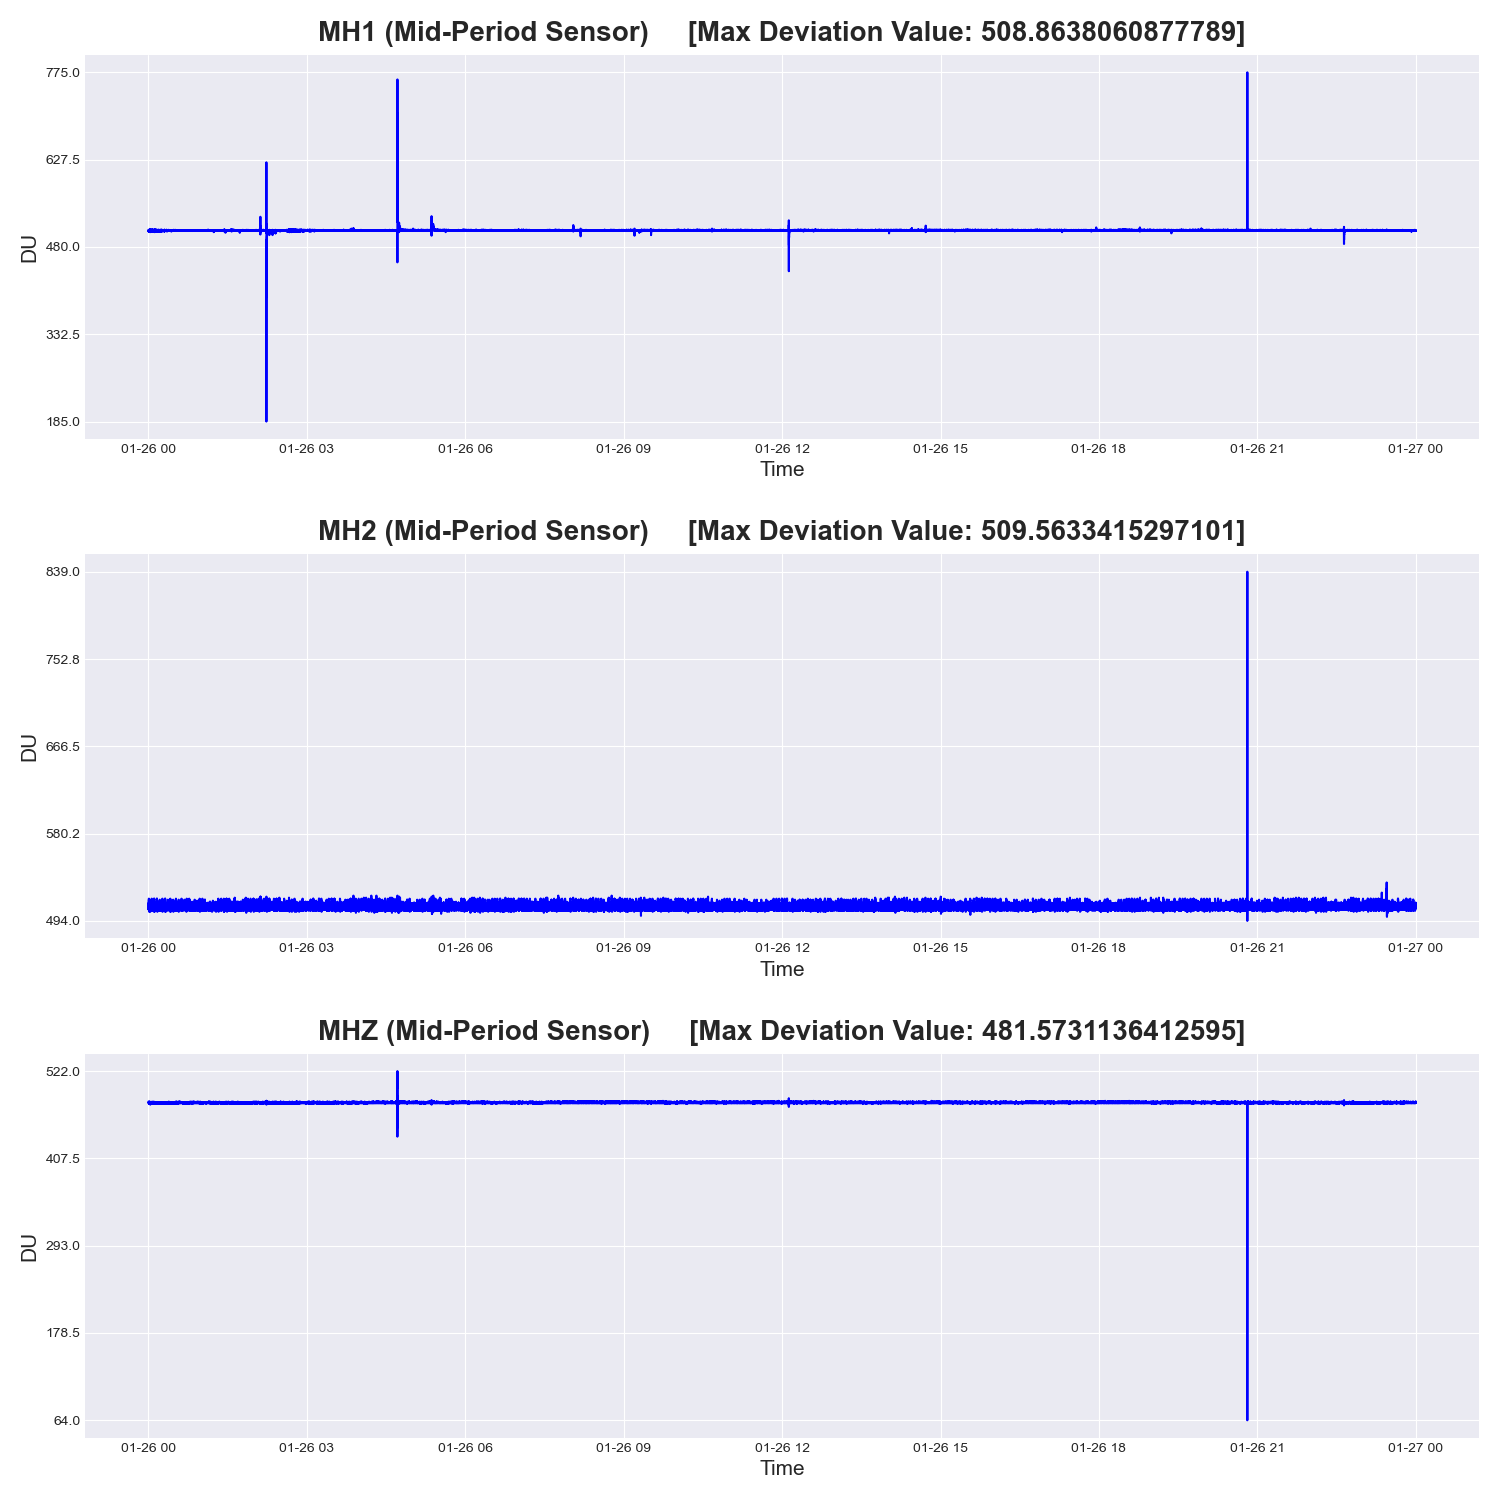 MH1 (Mid-Period Sensor) [Max Deviation Value: 508.8638060877789]
775.0
627.5
480.0
332.5
185.0
DU
01-26 00 01-26 03 01-26 06 01-26 09 01-26 12 01-26 15 01-26 18 01-26 21 01-27 00
Time
MH2 (Mid-Period Sensor) [Max Deviation Value: 509.5633415297101]
839.0
752.8
666.5
580.2
494.0
DU
01-26 00 01-26 03 01-26 06 01-26 09 01-26 12 01-26 15 01-26 18 01-26 21 01-27 00
Time
MHZ (Mid-Period Sensor) [Max Deviation Value: 481.5731136412595]
522.0
407.5
293.0
178.5
64.0
DU
01-26 00 01-26 03 01-26 06 01-26 09 01-26 12 01-26 15 01-26 18 01-26 21 01-27 00
Time